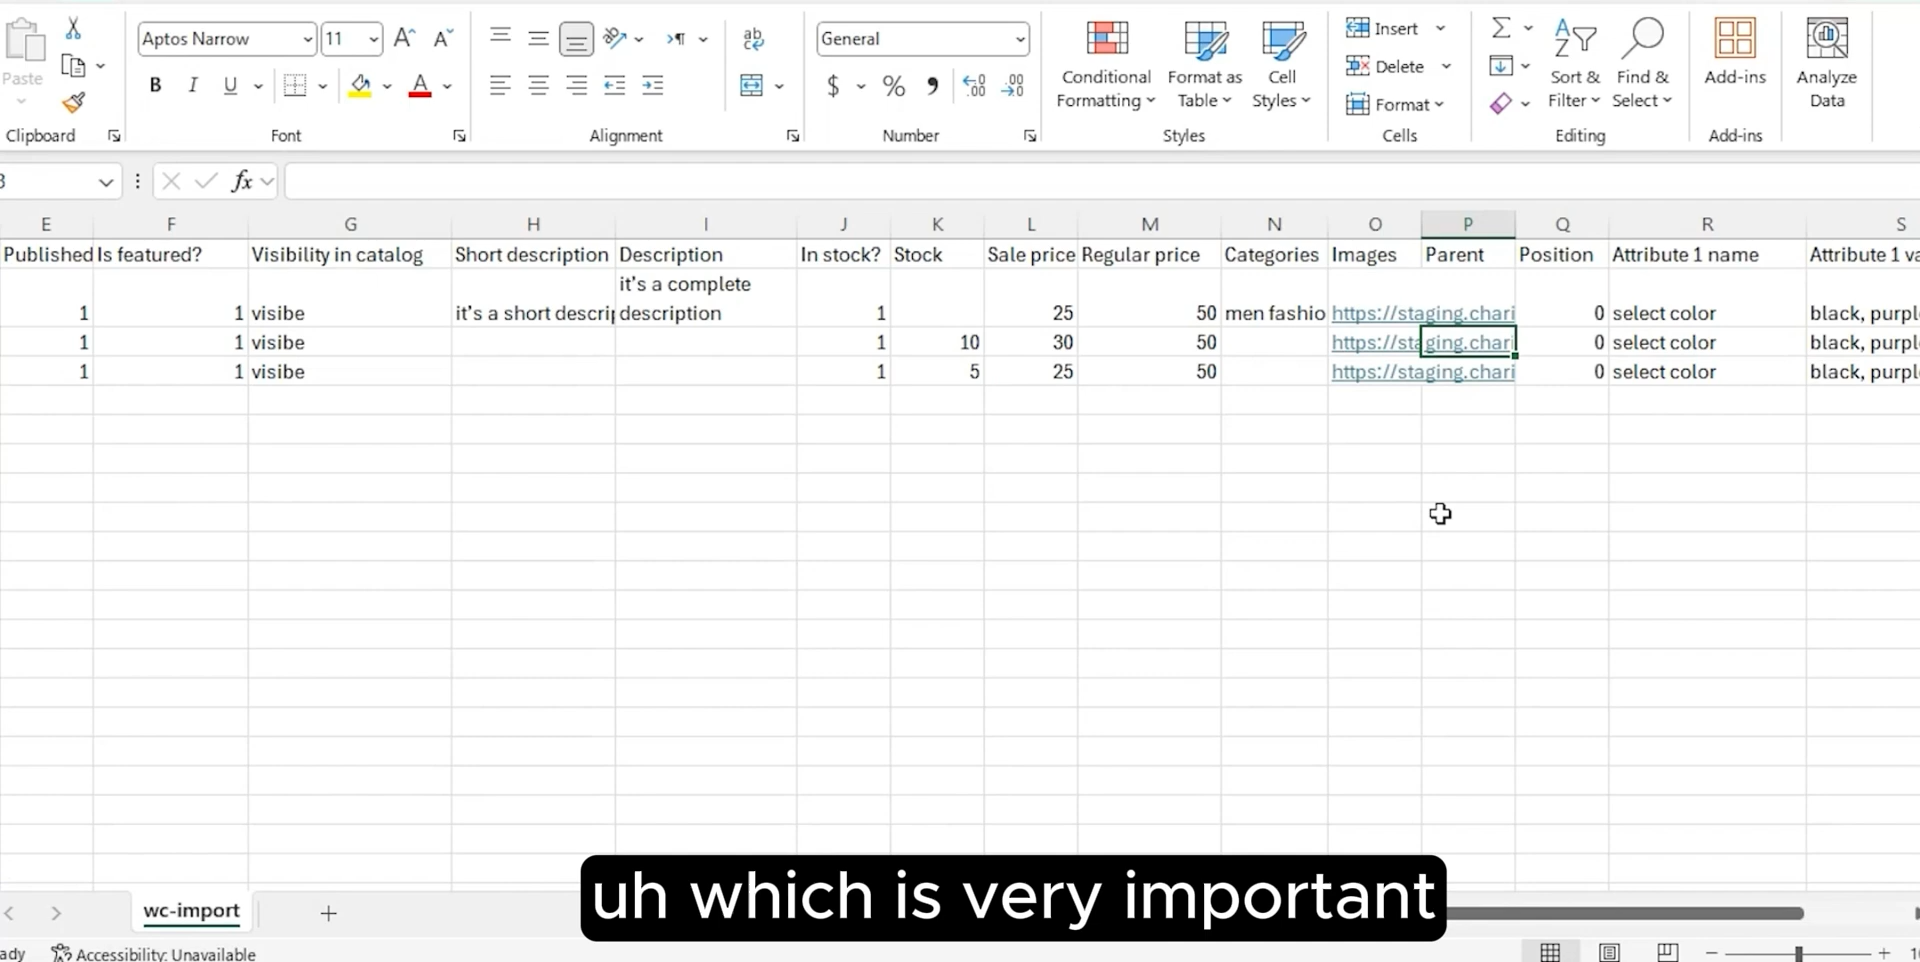 Aptos Narrow 11 General
Paste Conditional Format as Cell Insert Sort & Find & Add-ins Analyze
Formatting Table Styles Delete Filter Select Data
Format
Clipboard Font Alignment Number Styles Cells Editing Add-ins
fx
E F G H I J K L M N O P Q R S
Published Is featured? Visibility in catalog Short description Description In stock? Stock Sale price Regular price Categories Images Parent Position Attribute 1 name Attribute 1 va
it's a complete
1 1 visibe it's a short descrip description 1 25 50 men fashio https://staging.chari 0 select color black, purpl
1 1 visibe 1 10 30 50 https://staging.chari 0 select color black, purpl
1 1 visibe 1 5 25 50 https://staging.chari 0 select color black, purpl
uh which is very important
wc-import
ady Accessibility: Unavailable